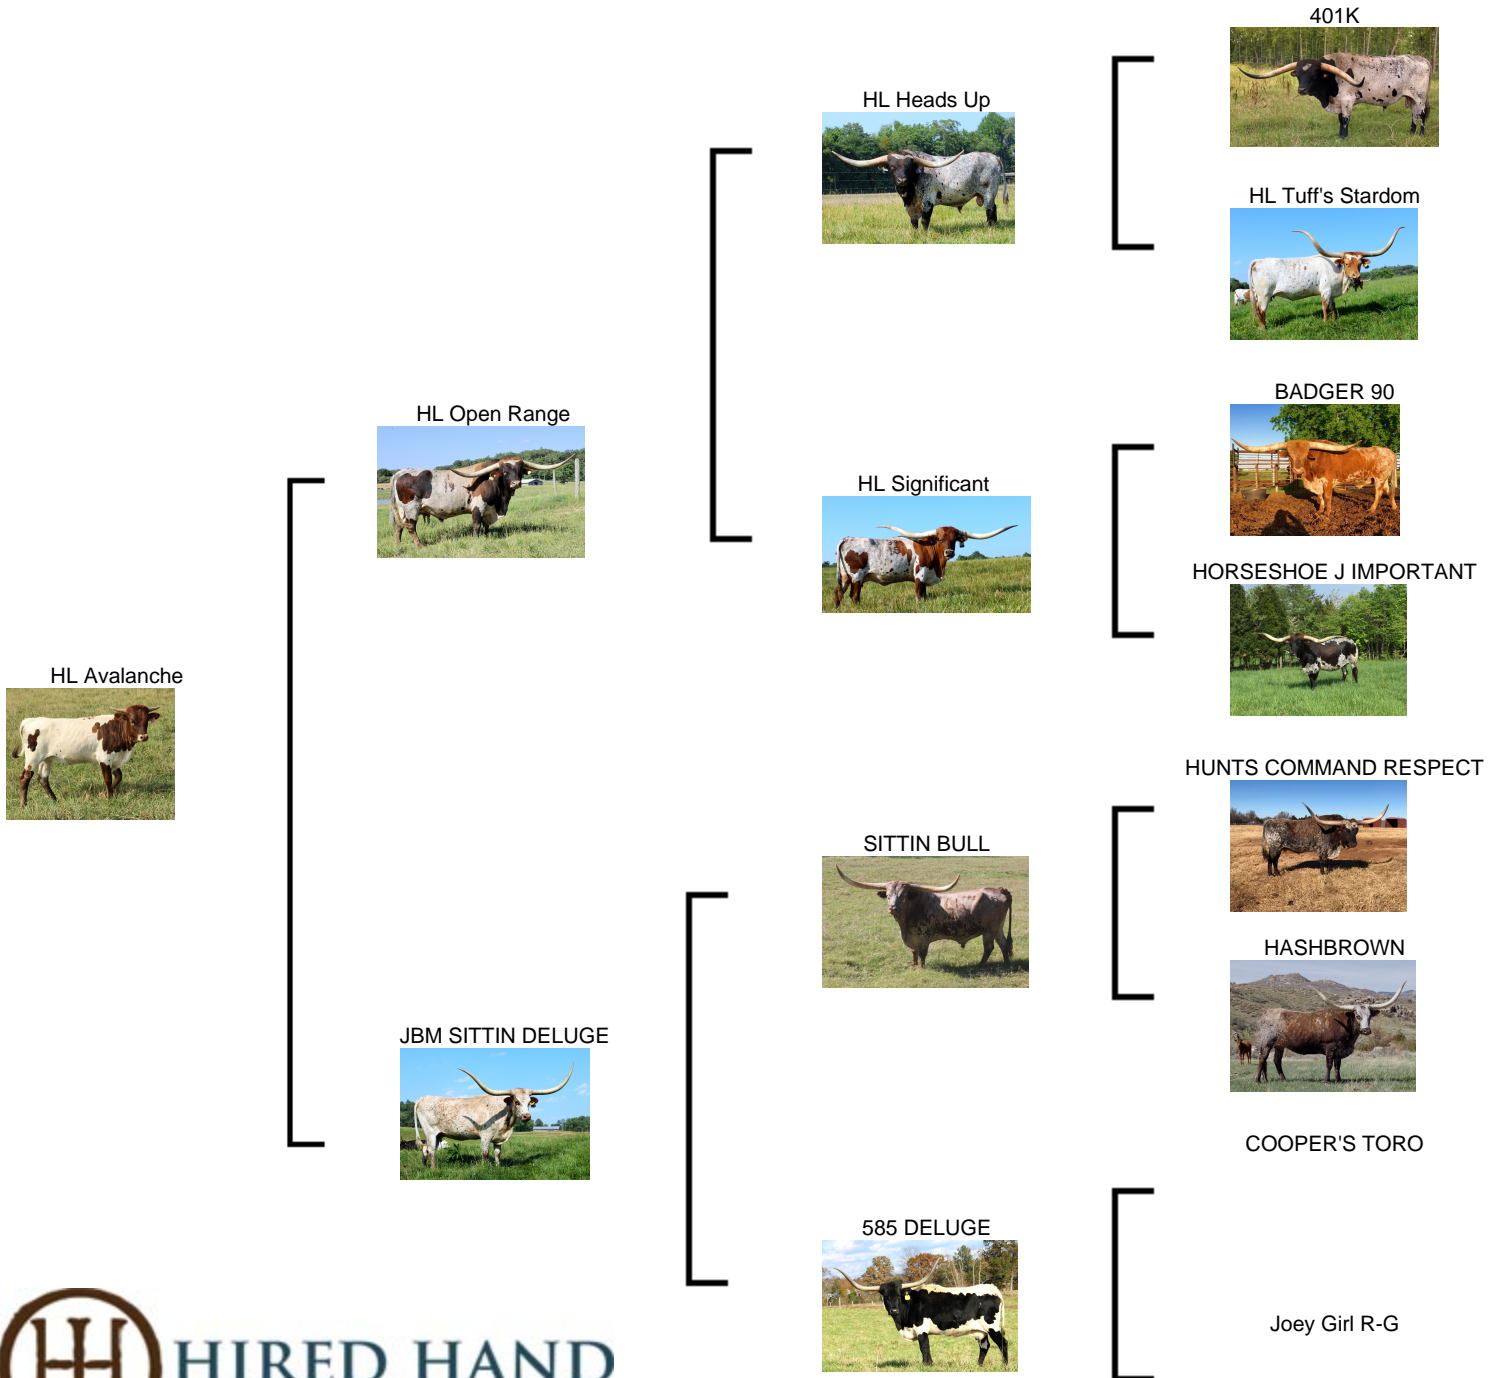 401K
HL Heads Up
HL Tuff's Stardom
BADGER 90
HL Open Range
HL Significant
HORSESHOE J IMPORTANT
HL Avalanche
HUNTS COMMAND RESPECT
SITTIN BULL
HASHBROWN
JBM SITTIN DELUGE
COOPER'S TORO
585 DELUGE
Joey Girl R-G
HIRED HAND